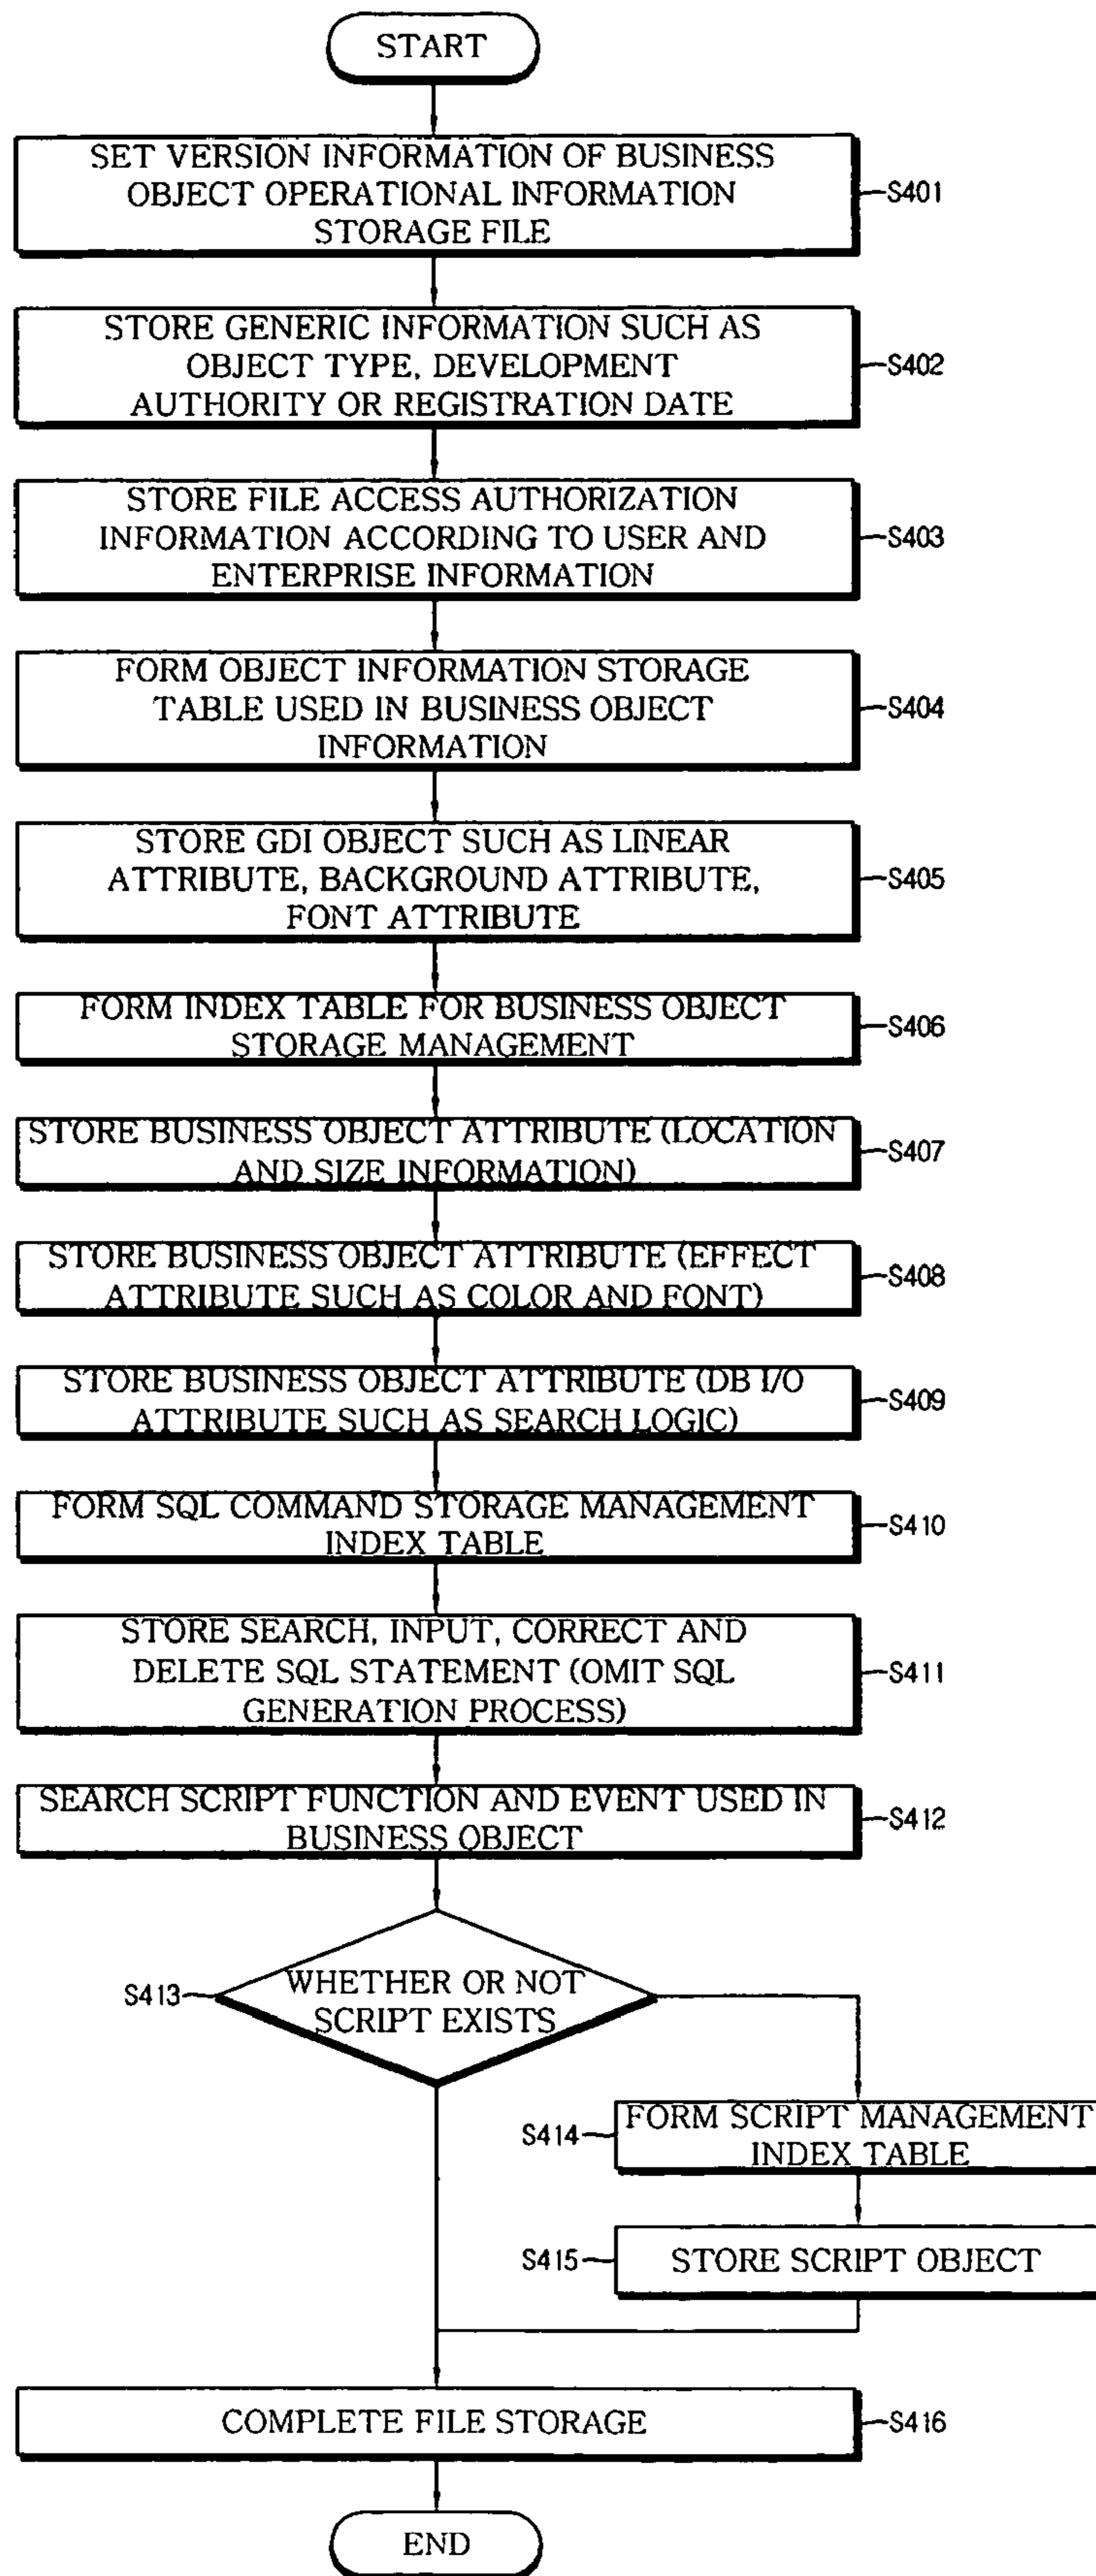 START
SET VERSION INFORMATION OF BUSINESS
OBJECT OPERATIONAL INFORMATION
STORAGE FILE
S401
STORE GENERIC INFORMATION SUCH AS
OBJECT TYPE, DEVELOPMENT
AUTHORITY OR REGISTRATION DATE
S402
STORE FILE ACCESS AUTHORIZATION
INFORMATION ACCORDING TO USER AND
ENTERPRISE INFORMATION
S403
FORM OBJECT INFORMATION STORAGE
TABLE USED IN BUSINESS OBJECT
INFORMATION
S404
STORE GDI OBJECT SUCH AS LINEAR
ATTRIBUTE, BACKGROUND ATTRIBUTE,
FONT ATTRIBUTE
S405
FORM INDEX TABLE FOR BUSINESS OBJECT
STORAGE MANAGEMENT
S406
STORE BUSINESS OBJECT ATTRIBUTE (LOCATION
AND SIZE INFORMATION)
S407
STORE BUSINESS OBJECT ATTRIBUTE (EFFECT
ATTRIBUTE SUCH AS COLOR AND FONT)
S408
STORE BUSINESS OBJECT ATTRIBUTE (DB I/O
ATTRIBUTE SUCH AS SEARCH LOGIC)
S409
FORM SQL COMMAND STORAGE MANAGEMENT
INDEX TABLE
S410
STORE SEARCH, INPUT, CORRECT AND
DELETE SQL STATEMENT (OMIT SQL
GENERATION PROCESS)
S411
SEARCH SCRIPT FUNCTION AND EVENT USED IN
BUSINESS OBJECT
S412
S413
WHETHER OR NOT
SCRIPT EXISTS
S414
FORM SCRIPT MANAGEMENT
INDEX TABLE
S415
STORE SCRIPT OBJECT
COMPLETE FILE STORAGE
S416
END